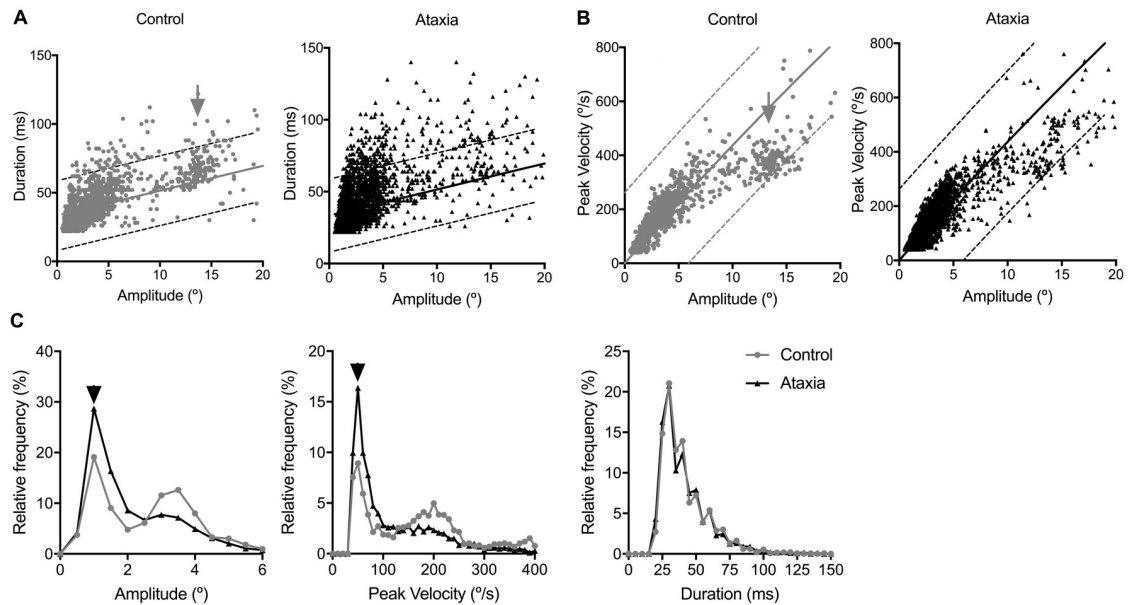 A
Control
Ataxia
B
Control
Ataxia
Duration (ms)
150
100
50
0
0 5 10 15 20
Amplitude (º)
Duration (ms)
150
100
50
0
0 5 10 15 20
Amplitude (º)
Peak Velocity (º/s)
800
600
400
200
0
0 5 10 15 20
Amplitude (º)
Peak Velocity (º/s)
800
600
400
200
0
0 5 10 15 20
Amplitude (º)
C
Relative frequency (%)
40
30
20
10
0
0 2 4 6
Amplitude (º)
Relative frequency (%)
20
15
10
5
0
0 100 200 300 400
Peak Velocity (º/s)
Relative frequency (%)
25
20
15
10
5
0
0 25 50 75 100 125 150
Duration (ms)
Control
Ataxia